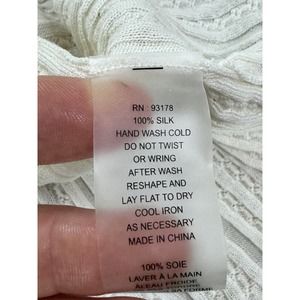 RN : 93178
100% SILK
HAND WASH COLD
DO NOT TWIST
OR WRING
AFTER WASH
RESHAPE AND
LAY FLAT TO DRY
COOL IRON
AS NECESSARY
MADE IN CHINA
100% SOIE
LAVER À LA MAIN